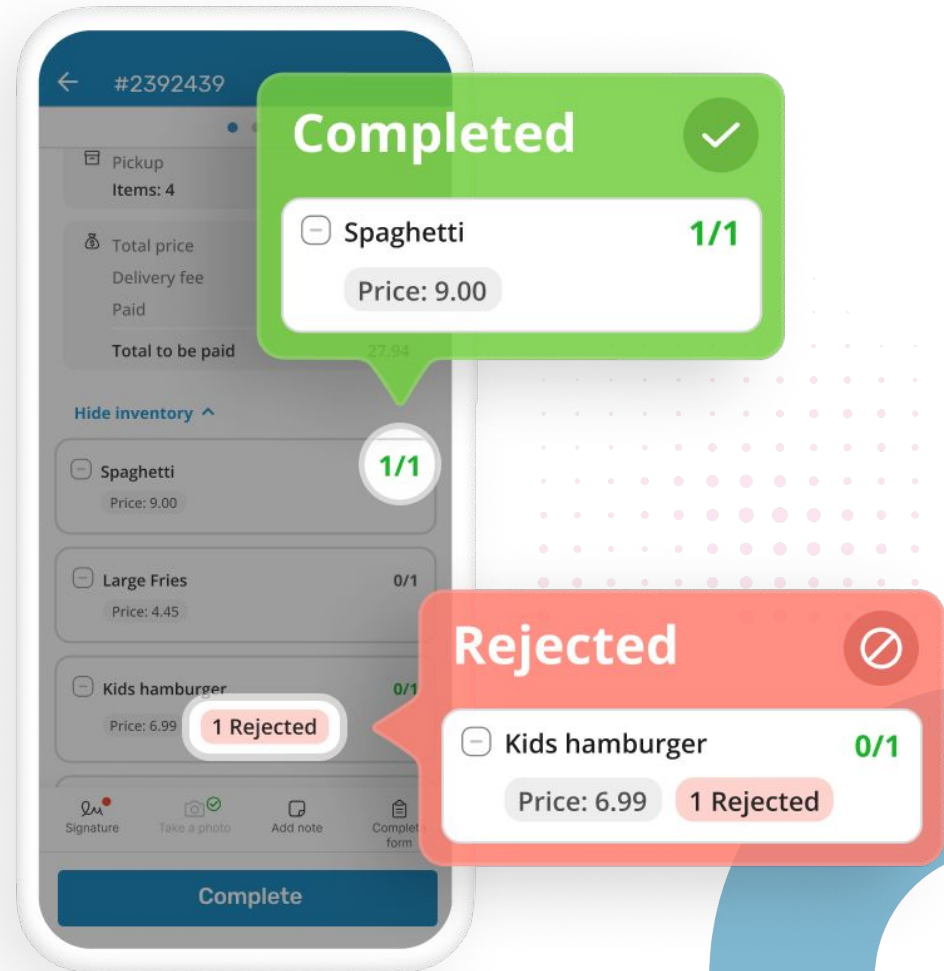 #2392439
Pickup
Items: 4
Total price
Delivery fee
Paid
Total to be paid 27.94
Hide inventory
Spaghetti 1/1
Price: 9.00
Large Fries 0/1
Price: 4.45
Kids hamburger 0/1
Price: 6.99 1 Rejected
Signature
Take a photo
Add note
Complete
form
Complete
Completed
Spaghetti 1/1
Price: 9.00
Rejected
Kids hamburger 0/1
Price: 6.99 1 Rejected